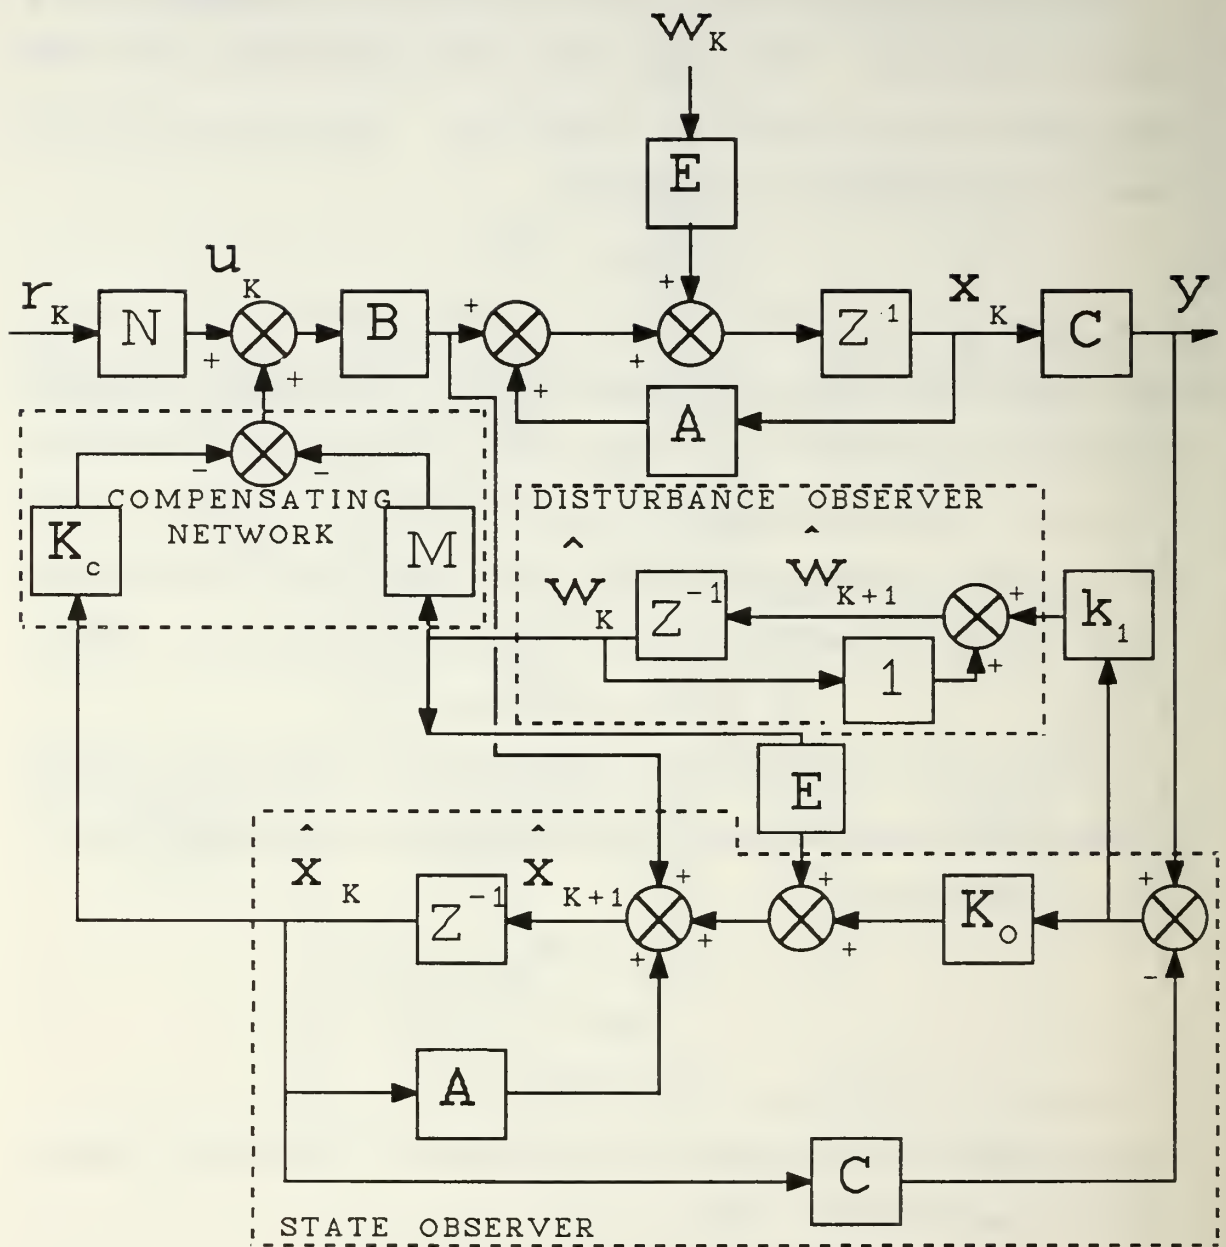 w_K
E
u_K
r_K
N
+
+
B
+
+
+
+
Z^1
x_K
C
y
A
-
-
COMPENSATING
NETWORK
K_c
M
DISTURBANCE OBSERVER
ŵ_K
Z^-1
ŵ_K+1
+
+
k_1
1
E
x̂_K
Z^-1
x̂_K+1
+
+
+
+
+
K_o
+
-
A
C
STATE OBSERVER